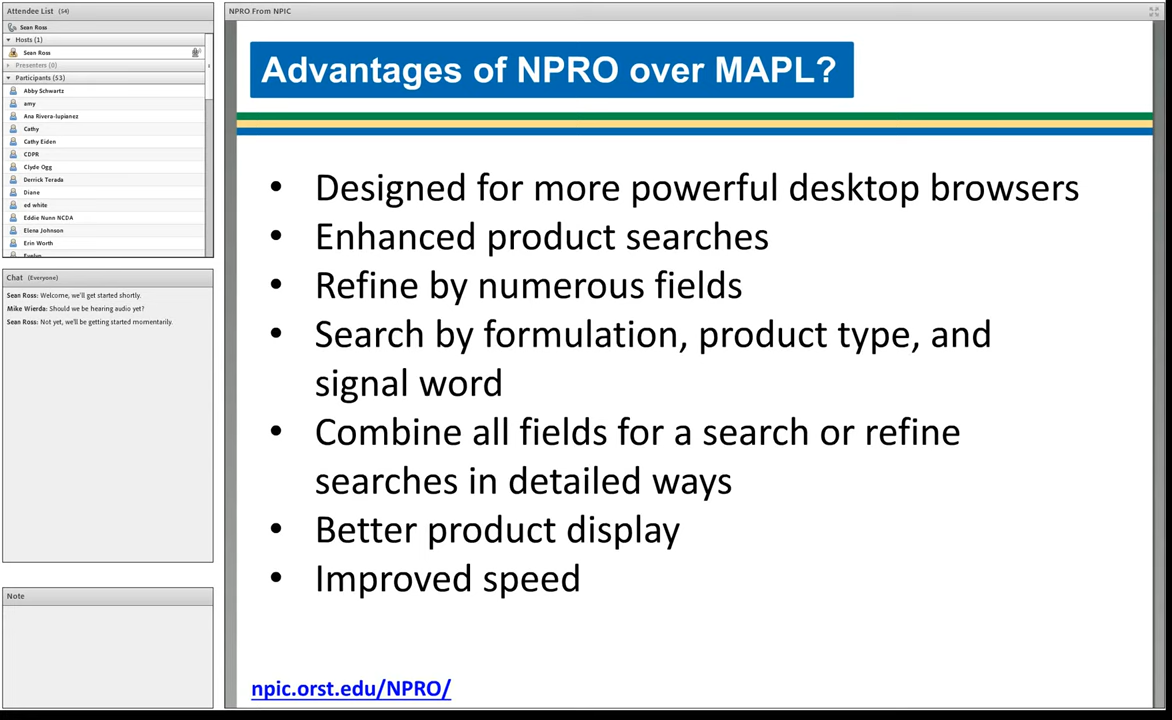 Attendee List (54)
Sean Ross
Hosts (1)
Sean Ross
Presenters (0)
Participants (53)
Abby Schwartz
amy
Ana Rivera-lupianez
Cathy
Cathy Eiden
CDPR
Clyde Ogg
Derrick Terada
Diane
ed white
Eddie Nunn NCDA
Elena Johnson
Erin Worth
Chat (Everyone)
Sean Ross: Welcome, we'll get started shortly.
Mike Wierda: Should we be hearing audio yet?
Sean Ross: Not yet, we'll be getting started momentarily.
Note
NPRO From NPIC
Advantages of NPRO over MAPL?
• Designed for more powerful desktop browsers
• Enhanced product searches
• Refine by numerous fields
• Search by formulation, product type, and
signal word
• Combine all fields for a search or refine
searches in detailed ways
• Better product display
• Improved speed
npic.orst.edu/NPRO/